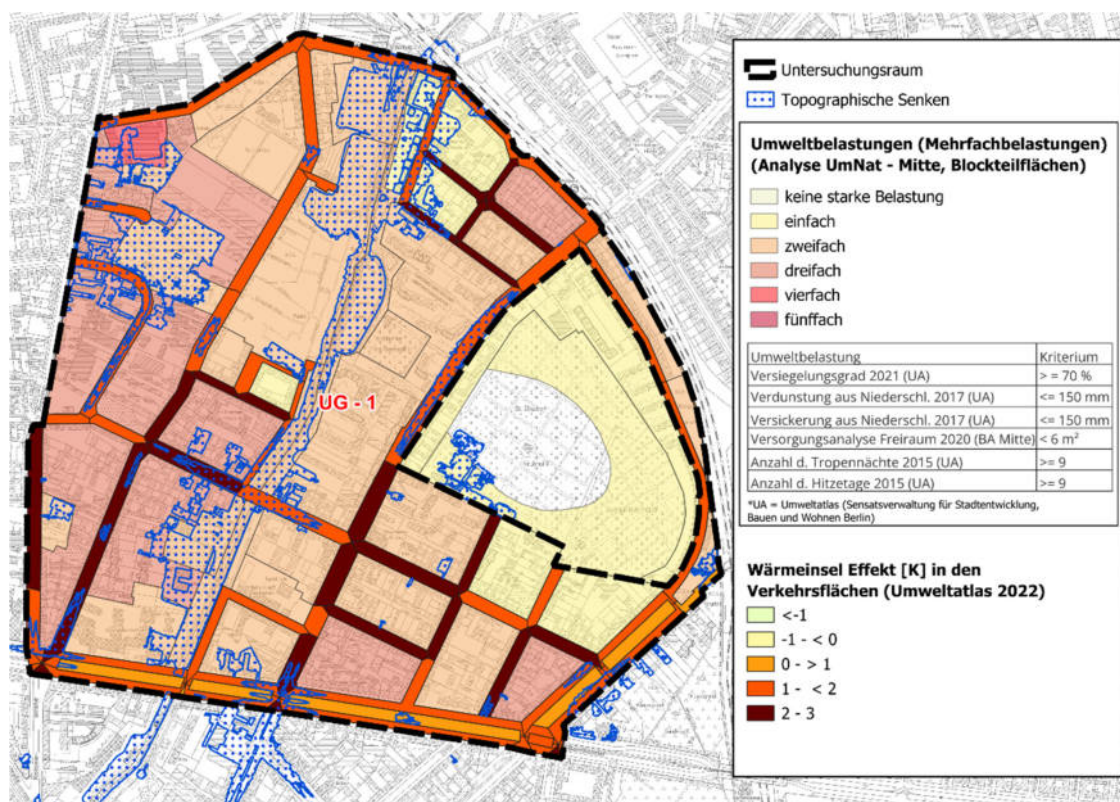 UG - 1
Untersuchungsraum
Topographische Senken
Umweltbelastungen (Mehrfachbelastungen)
(Analyse UmNat - Mitte, Blockteilflächen)
keine starke Belastung
einfach
zweifach
dreifach
vierfach
fünffach
Umweltbelastung Kriterium
Versiegelungsgrad 2021 (UA) > = 70 %
Verdunstung aus Niederschl. 2017 (UA) <= 150 mm
Versickerung aus Niederschl. 2017 (UA) <= 150 mm
Versorgungsanalyse Freiraum 2020 (BA Mitte) < 6 m²
Anzahl d. Tropennächte 2015 (UA) >= 9
Anzahl d. Hitzetage 2015 (UA) >= 9
*UA = Umweltatlas (Sensatsverwaltung für Stadtentwicklung,
Bauen und Wohnen Berlin)
Wärmeinsel Effekt [K] in den
Verkehrsflächen (Umweltatlas 2022)
<-1
-1 - < 0
0 - > 1
1 - < 2
2 - 3